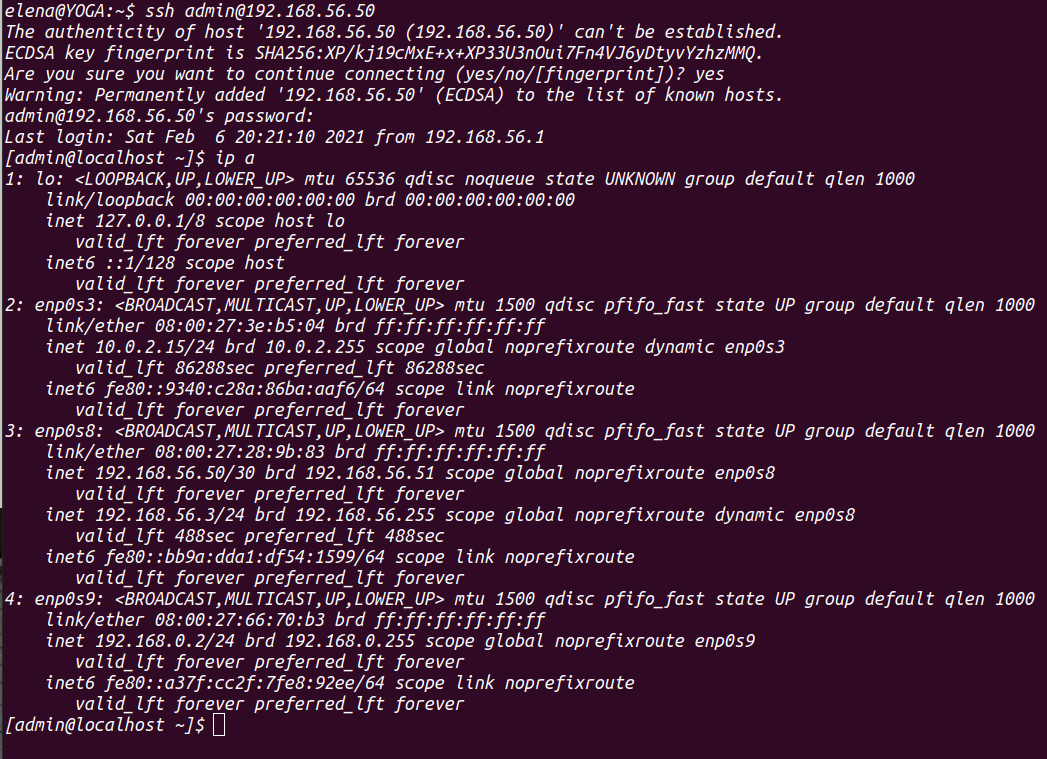 elena@YOGA:~$ ssh admin@192.168.56.50
The authenticity of host '192.168.56.50 (192.168.56.50)' can't be established.
ECDSA key fingerprint is SHA256:XP/kj19cMxE+x+XP33U3nOui7Fn4VJ6yDtyvYzhzMMQ.
Are you sure you want to continue connecting (yes/no/[fingerprint])? yes
Warning: Permanently added '192.168.56.50' (ECDSA) to the list of known hosts.
admin@192.168.56.50's password:
Last login: Sat Feb  6 20:21:10 2021 from 192.168.56.1
[admin@localhost ~]$ ip a
1: lo: <LOOPBACK,UP,LOWER_UP> mtu 65536 qdisc noqueue state UNKNOWN group default qlen 1000
    link/loopback 00:00:00:00:00:00 brd 00:00:00:00:00:00
    inet 127.0.0.1/8 scope host lo
       valid_lft forever preferred_lft forever
    inet6 ::1/128 scope host
       valid_lft forever preferred_lft forever
2: enp0s3: <BROADCAST,MULTICAST,UP,LOWER_UP> mtu 1500 qdisc pfifo_fast state UP group default qlen 1000
    link/ether 08:00:27:3e:b5:04 brd ff:ff:ff:ff:ff:ff
    inet 10.0.2.15/24 brd 10.0.2.255 scope global noprefixroute dynamic enp0s3
       valid_lft 86288sec preferred_lft 86288sec
    inet6 fe80::9340:c28a:86ba:aaf6/64 scope link noprefixroute
       valid_lft forever preferred_lft forever
3: enp0s8: <BROADCAST,MULTICAST,UP,LOWER_UP> mtu 1500 qdisc pfifo_fast state UP group default qlen 1000
    link/ether 08:00:27:28:9b:83 brd ff:ff:ff:ff:ff:ff
    inet 192.168.56.50/30 brd 192.168.56.51 scope global noprefixroute enp0s8
       valid_lft forever preferred_lft forever
    inet 192.168.56.3/24 brd 192.168.56.255 scope global noprefixroute dynamic enp0s8
       valid_lft 488sec preferred_lft 488sec
    inet6 fe80::bb9a:dda1:df54:1599/64 scope link noprefixroute
       valid_lft forever preferred_lft forever
4: enp0s9: <BROADCAST,MULTICAST,UP,LOWER_UP> mtu 1500 qdisc pfifo_fast state UP group default qlen 1000
    link/ether 08:00:27:66:70:b3 brd ff:ff:ff:ff:ff:ff
    inet 192.168.0.2/24 brd 192.168.0.255 scope global noprefixroute enp0s9
       valid_lft forever preferred_lft forever
    inet6 fe80::a37f:cc2f:7fe8:92ee/64 scope link noprefixroute
       valid_lft forever preferred_lft forever
[admin@localhost ~]$